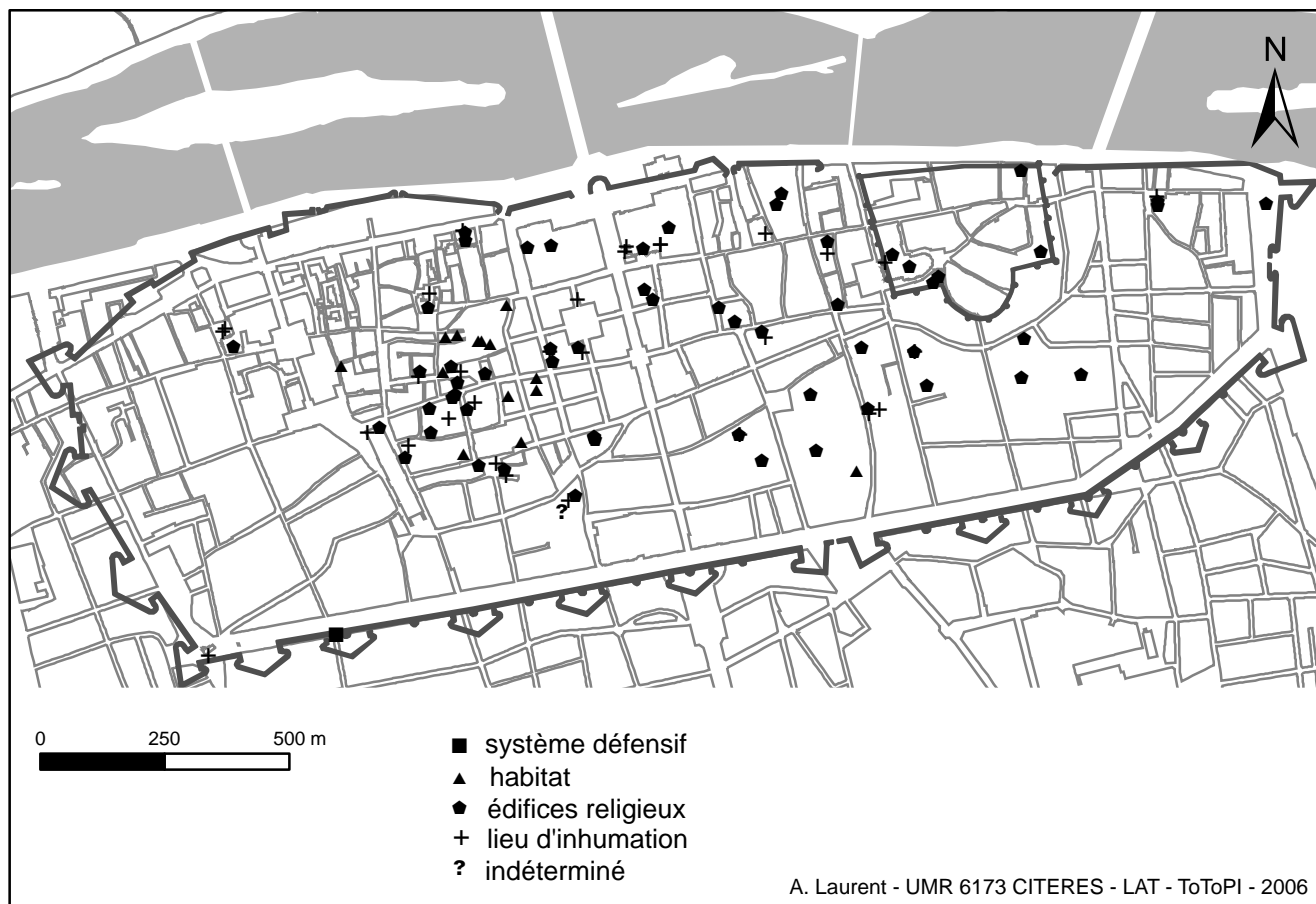 N
?
0 250 500 m
système défensif
habitat
édifices religieux
lieu d'inhumation
? indéterminé
A. Laurent - UMR 6173 CITERES - LAT - ToToPI - 2006